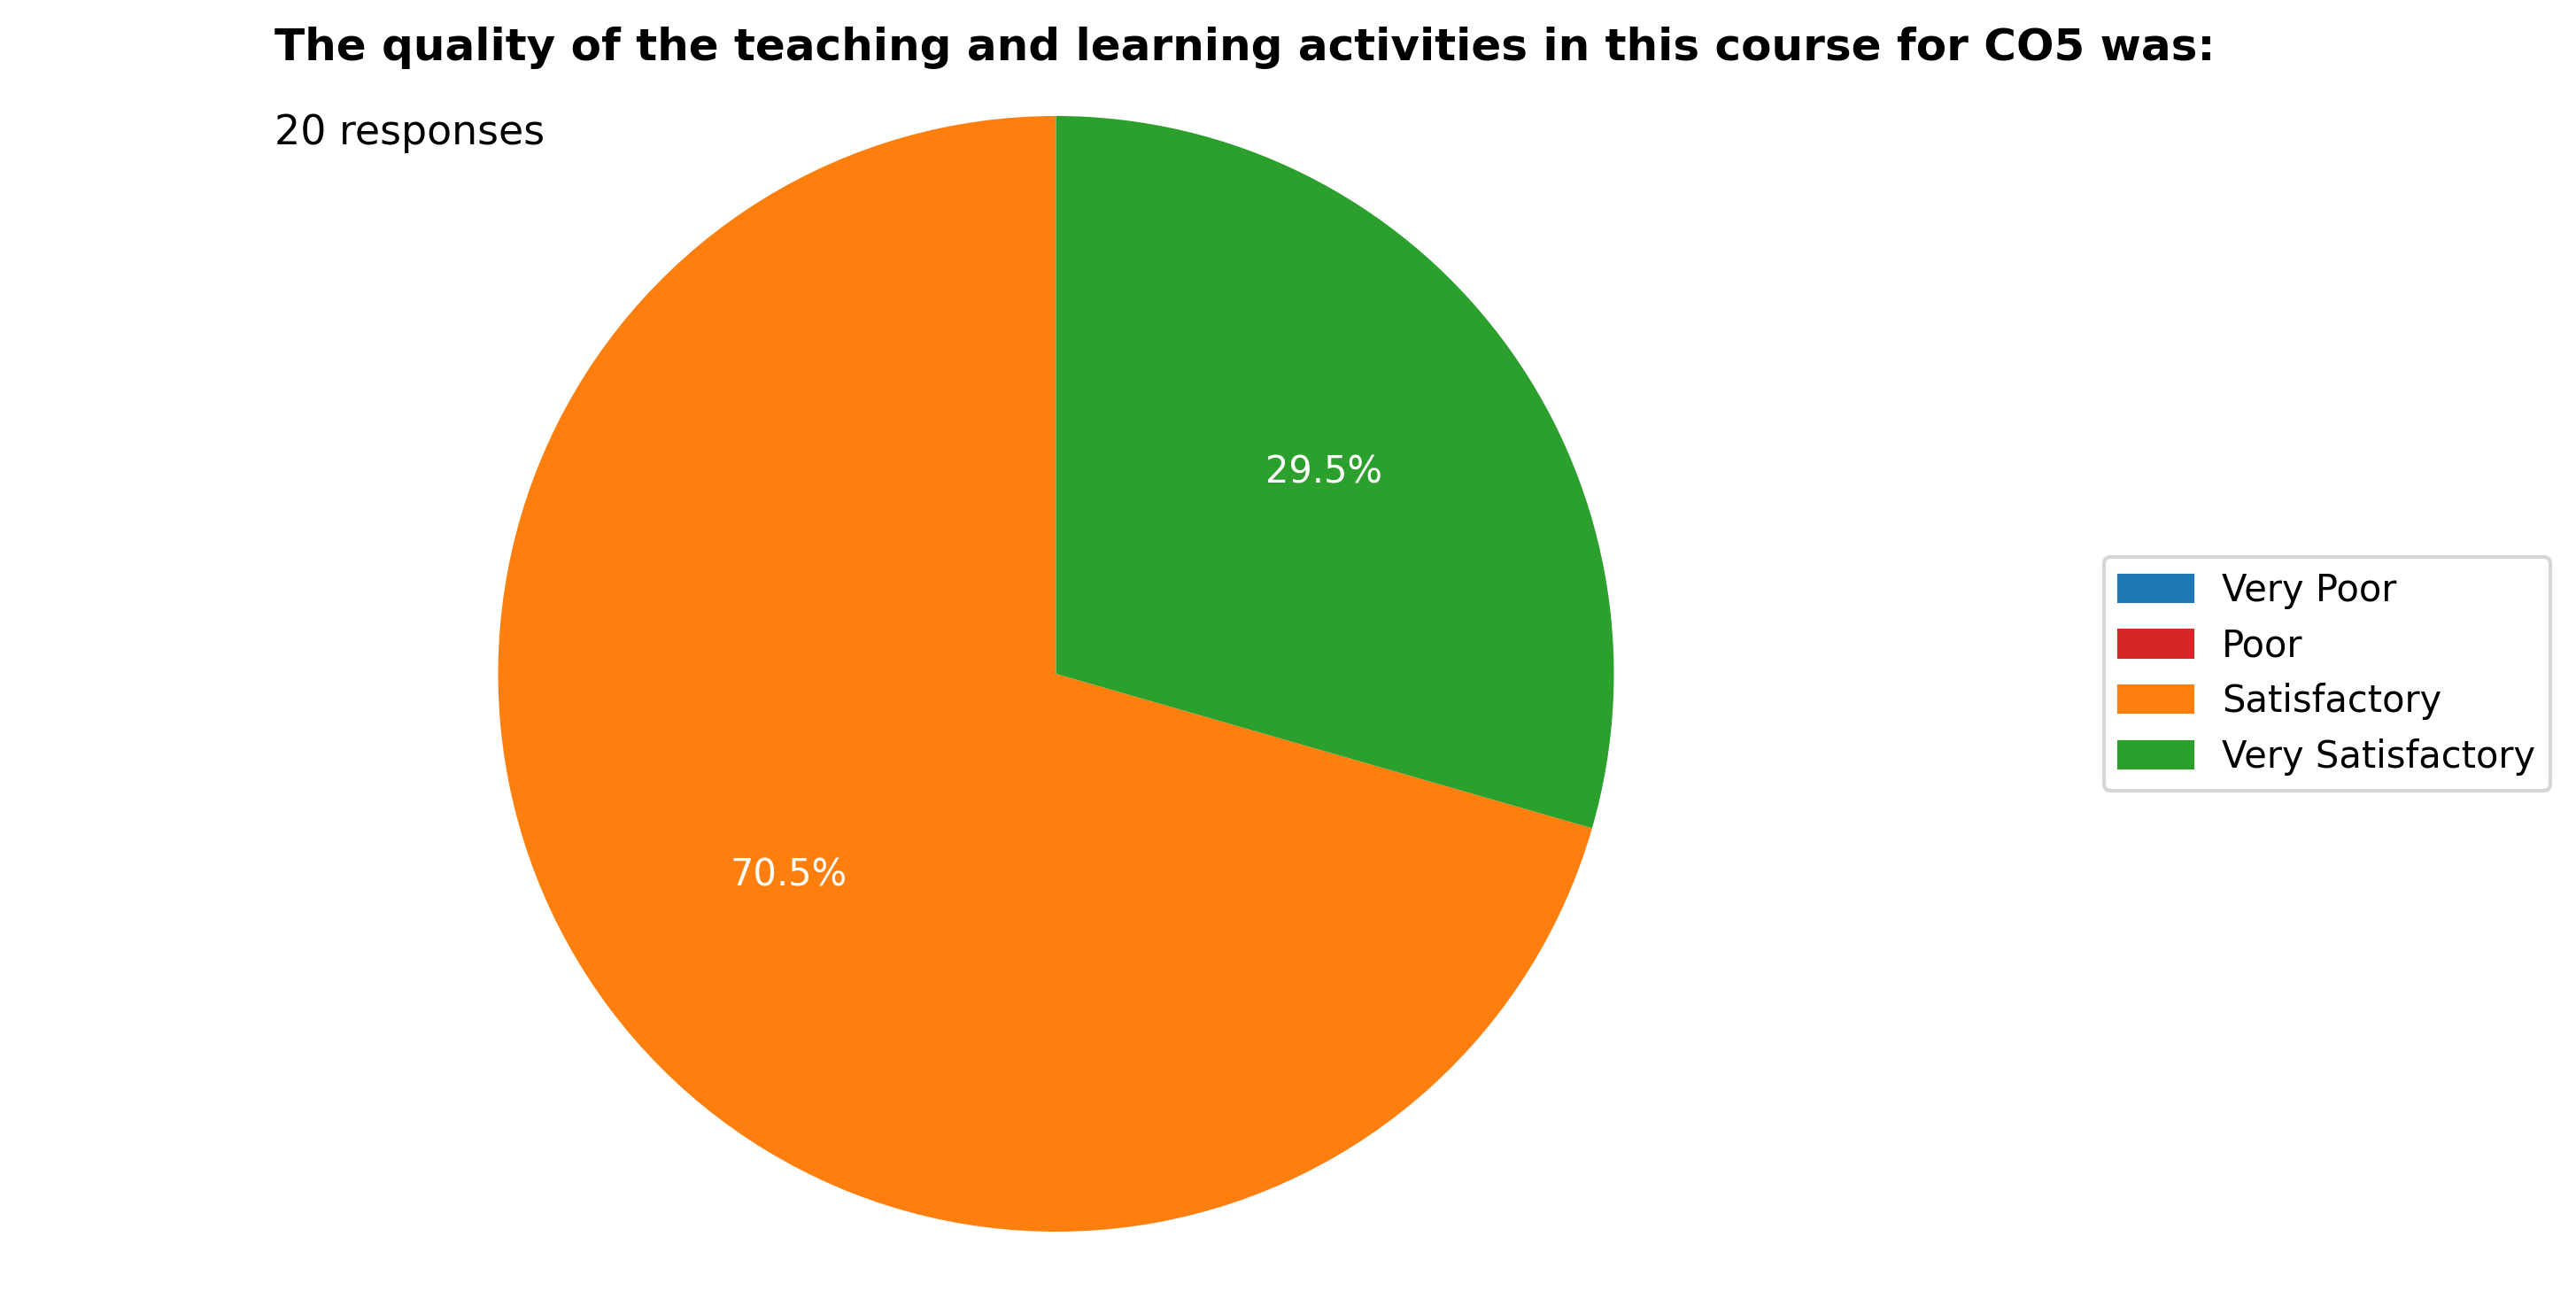 The quality of the teaching and learning activities in this course for CO5 was:
20 responses
29.5%
70.5%
Very Poor
Poor
Satisfactory
Very Satisfactory